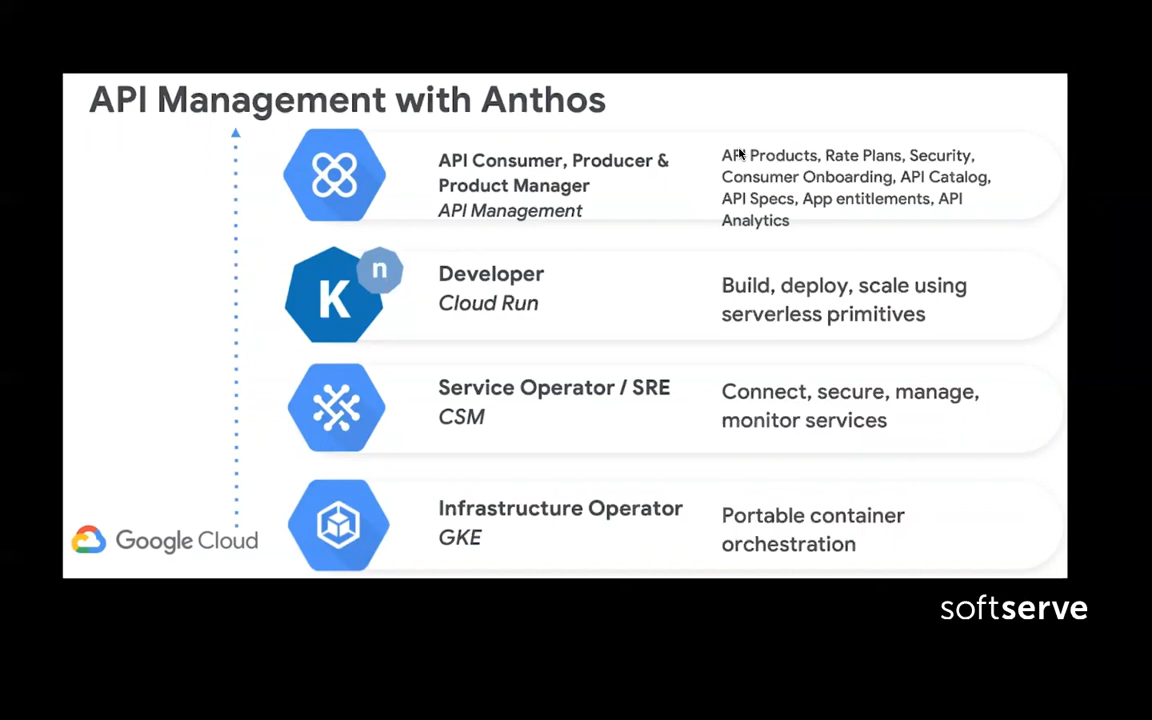 API Management with Anthos
API Consumer, Producer &
Product Manager
API Management
API Products, Rate Plans, Security,
Consumer Onboarding, API Catalog,
API Specs, App entitlements, API
Analytics
K
n
Developer
Cloud Run
Build, deploy, scale using
serverless primitives
Service Operator / SRE
CSM
Connect, secure, manage,
monitor services
Infrastructure Operator
GKE
Portable container
orchestration
Google Cloud
softserve